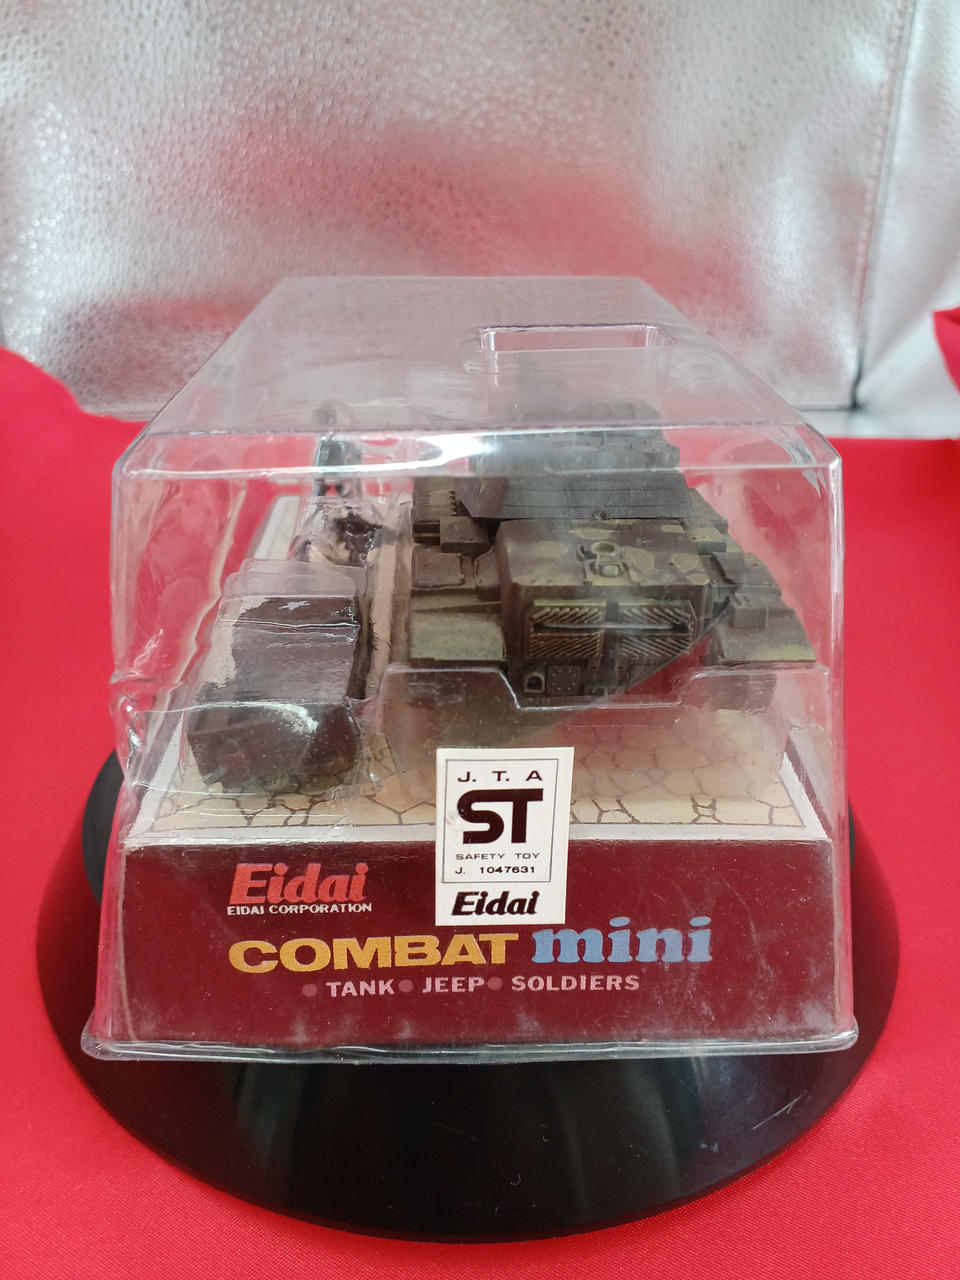 J. T. A
ST
SAFETY TOY
J. 1047631
Eidai
Eidai
EIDAI CORPORATION
COMBAT mini
• TANK • JEEP • SOLDIERS